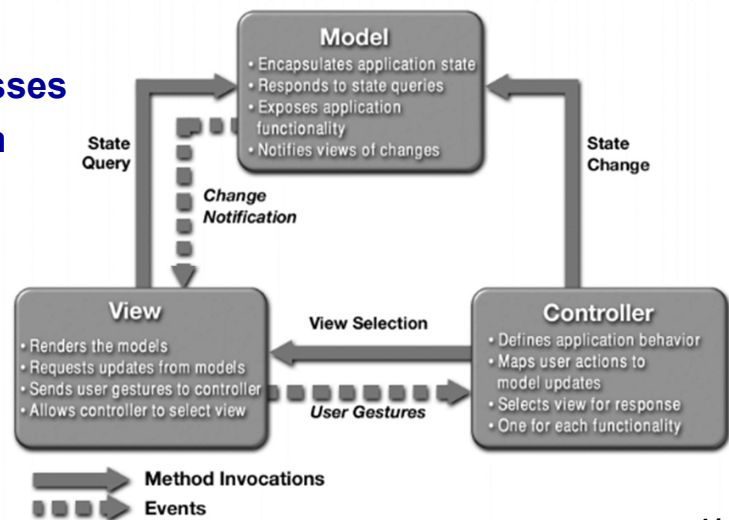 Model
• Encapsulates application state
• Responds to state queries
• Exposes application
functionality
• Notifies views of changes
State
Query
Change
Notification
State
Change
View
• Renders the models
• Requests updates from models
• Sends user gestures to controller
• Allows controller to select view
View Selection
User Gestures
Controller
• Defines application behavior
• Maps user actions to
model updates
• Selects view for response
• One for each functionality
Method Invocations
Events